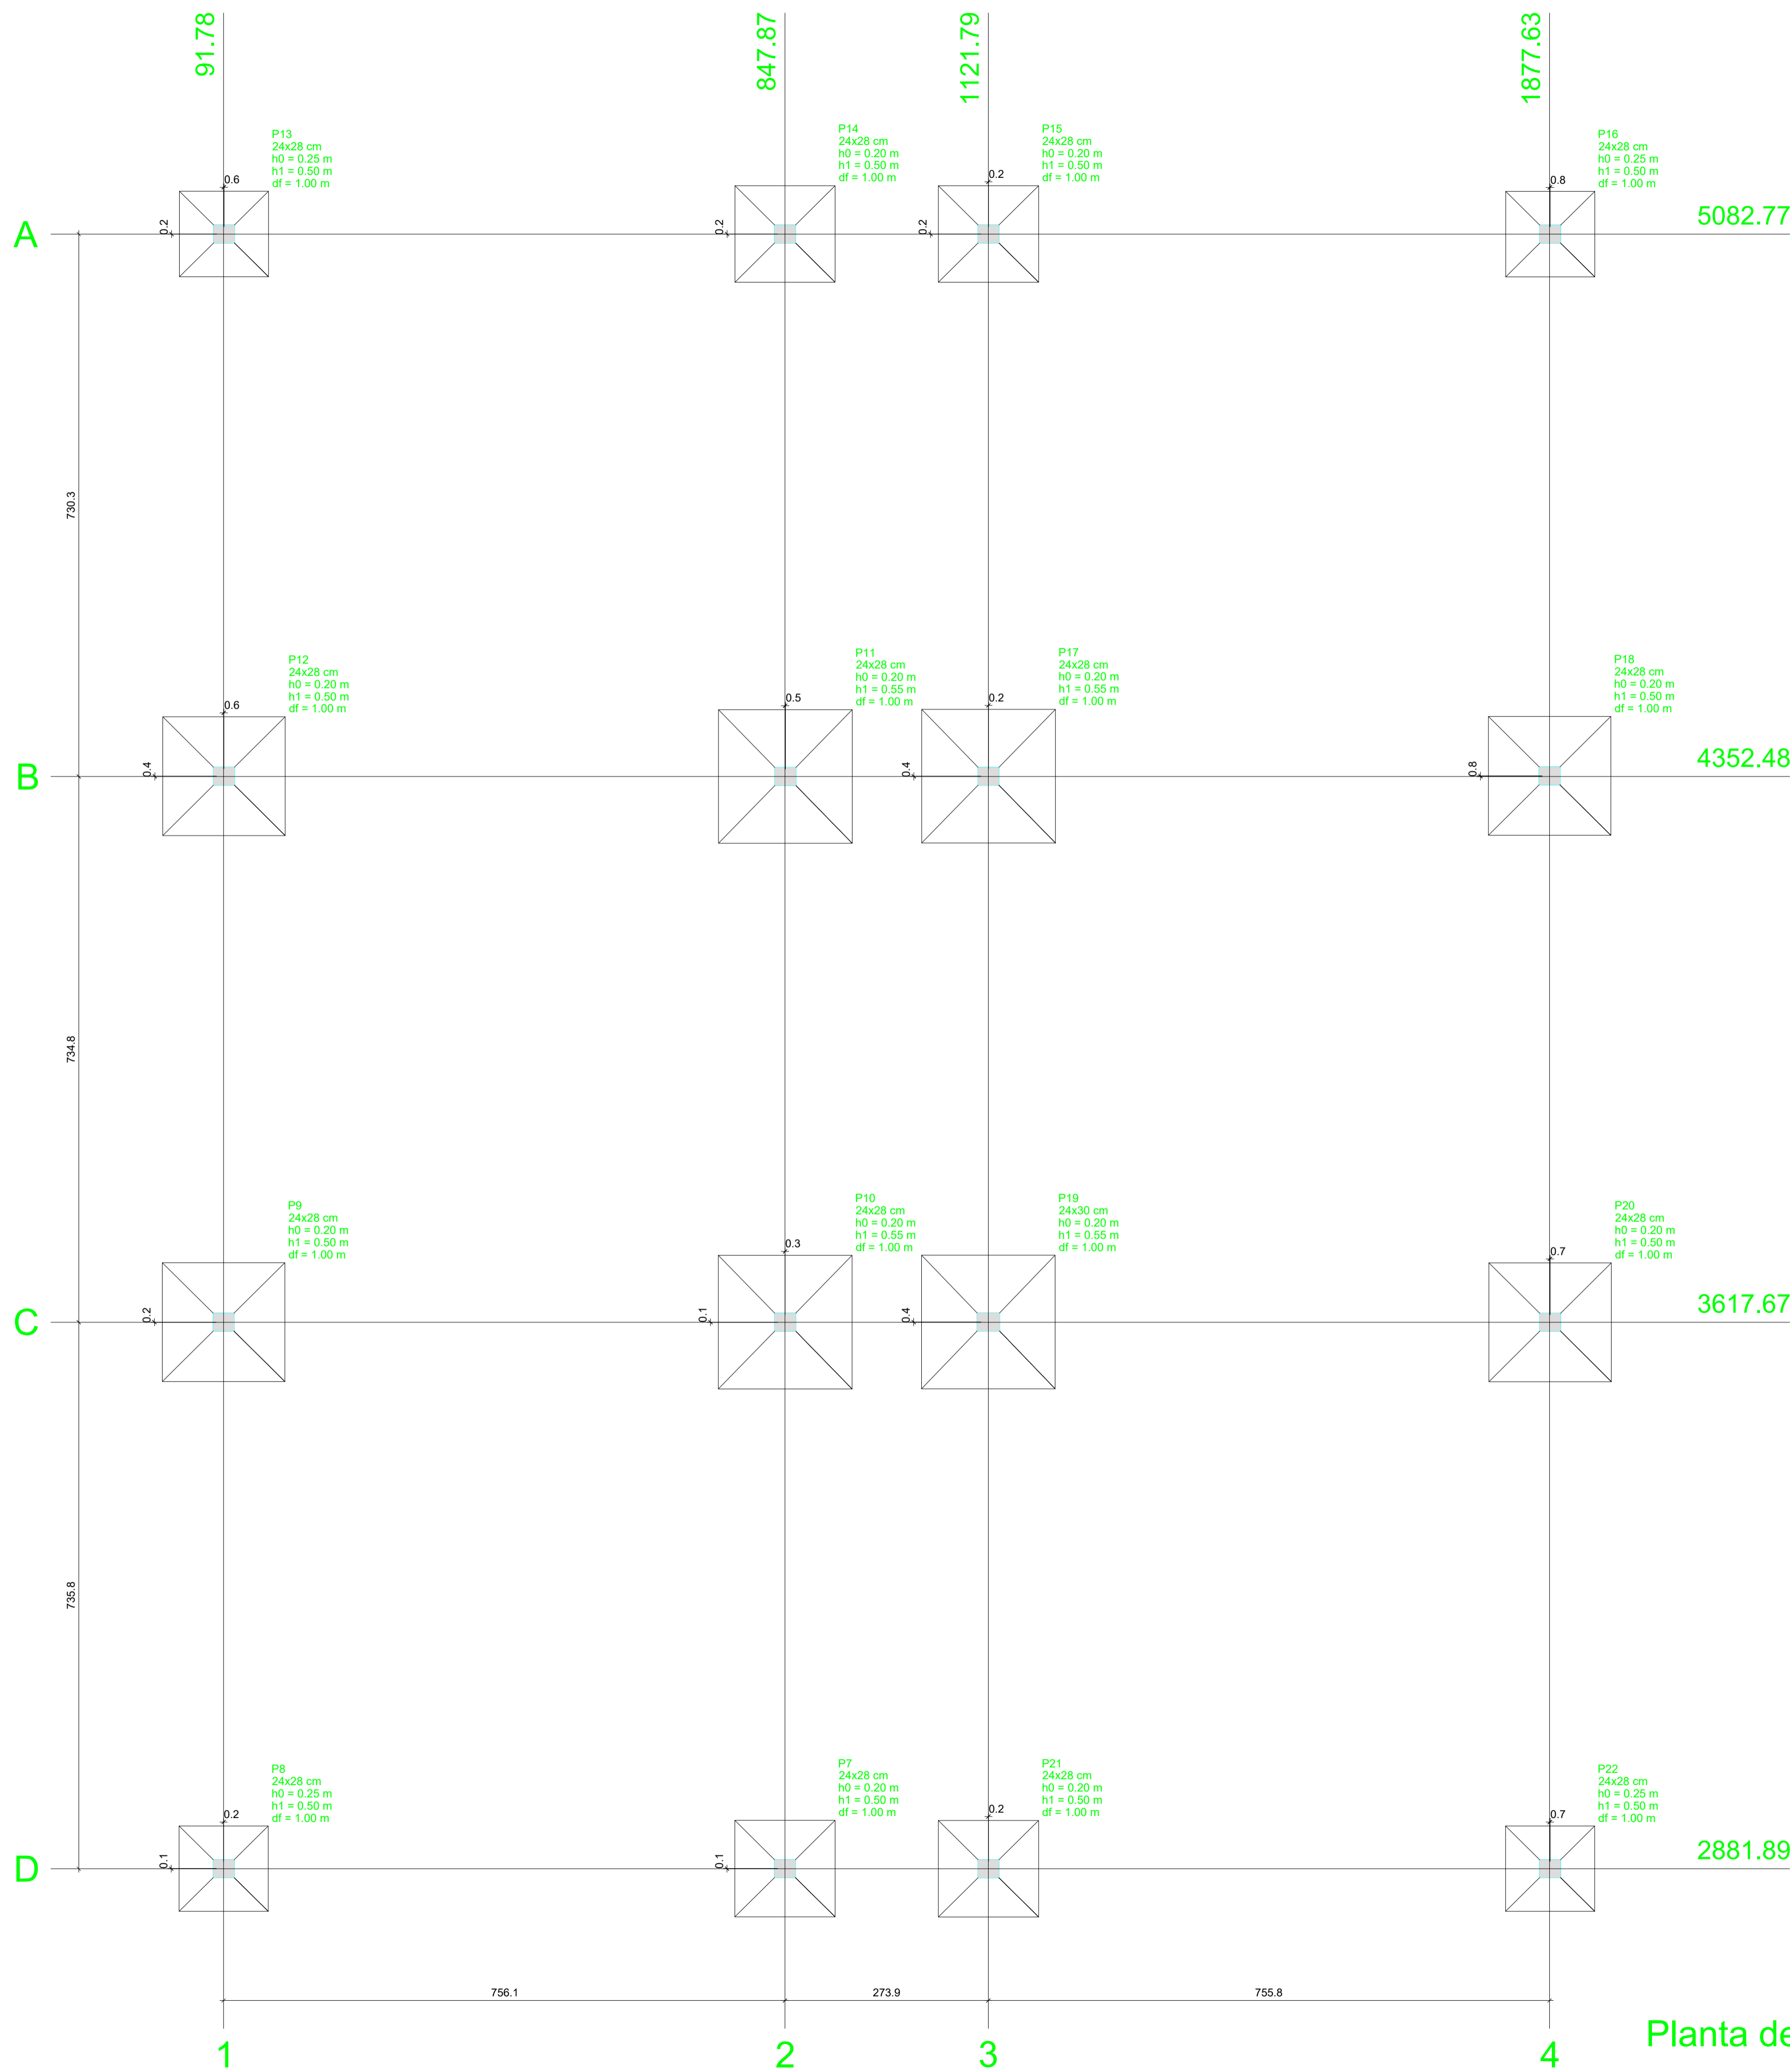 91.78
847.87
1121.79
1877.63
P13
24x28 cm
h0 = 0.25 m
h1 = 0.50 m
df = 1.00 m
0.6
0.2
P14
24x28 cm
h0 = 0.20 m
h1 = 0.50 m
df = 1.00 m
0.2
P15
24x28 cm
h0 = 0.20 m
h1 = 0.50 m
df = 1.00 m
0.2
0.2
P16
24x28 cm
h0 = 0.25 m
h1 = 0.50 m
df = 1.00 m
0.8
A
5082.77
730.3
P12
24x28 cm
h0 = 0.20 m
h1 = 0.50 m
df = 1.00 m
0.6
0.4
P11
24x28 cm
h0 = 0.20 m
h1 = 0.55 m
df = 1.00 m
0.5
P17
24x28 cm
h0 = 0.20 m
h1 = 0.55 m
df = 1.00 m
0.2
0.4
P18
24x28 cm
h0 = 0.20 m
h1 = 0.50 m
df = 1.00 m
0.8
B
4352.48
734.8
P9
24x28 cm
h0 = 0.20 m
h1 = 0.50 m
df = 1.00 m
0.2
P10
24x28 cm
h0 = 0.20 m
h1 = 0.55 m
df = 1.00 m
0.3
0.1
P19
24x30 cm
h0 = 0.20 m
h1 = 0.55 m
df = 1.00 m
0.4
P20
24x28 cm
h0 = 0.20 m
h1 = 0.50 m
df = 1.00 m
0.7
C
3617.67
735.8
P8
24x28 cm
h0 = 0.25 m
h1 = 0.50 m
df = 1.00 m
0.2
0.1
P7
24x28 cm
h0 = 0.20 m
h1 = 0.50 m
df = 1.00 m
0.1
P21
24x28 cm
h0 = 0.20 m
h1 = 0.50 m
df = 1.00 m
0.2
P22
24x28 cm
h0 = 0.25 m
h1 = 0.50 m
df = 1.00 m
0.7
D
2881.89
756.1
273.9
755.8
1
2
3
4
Planta de